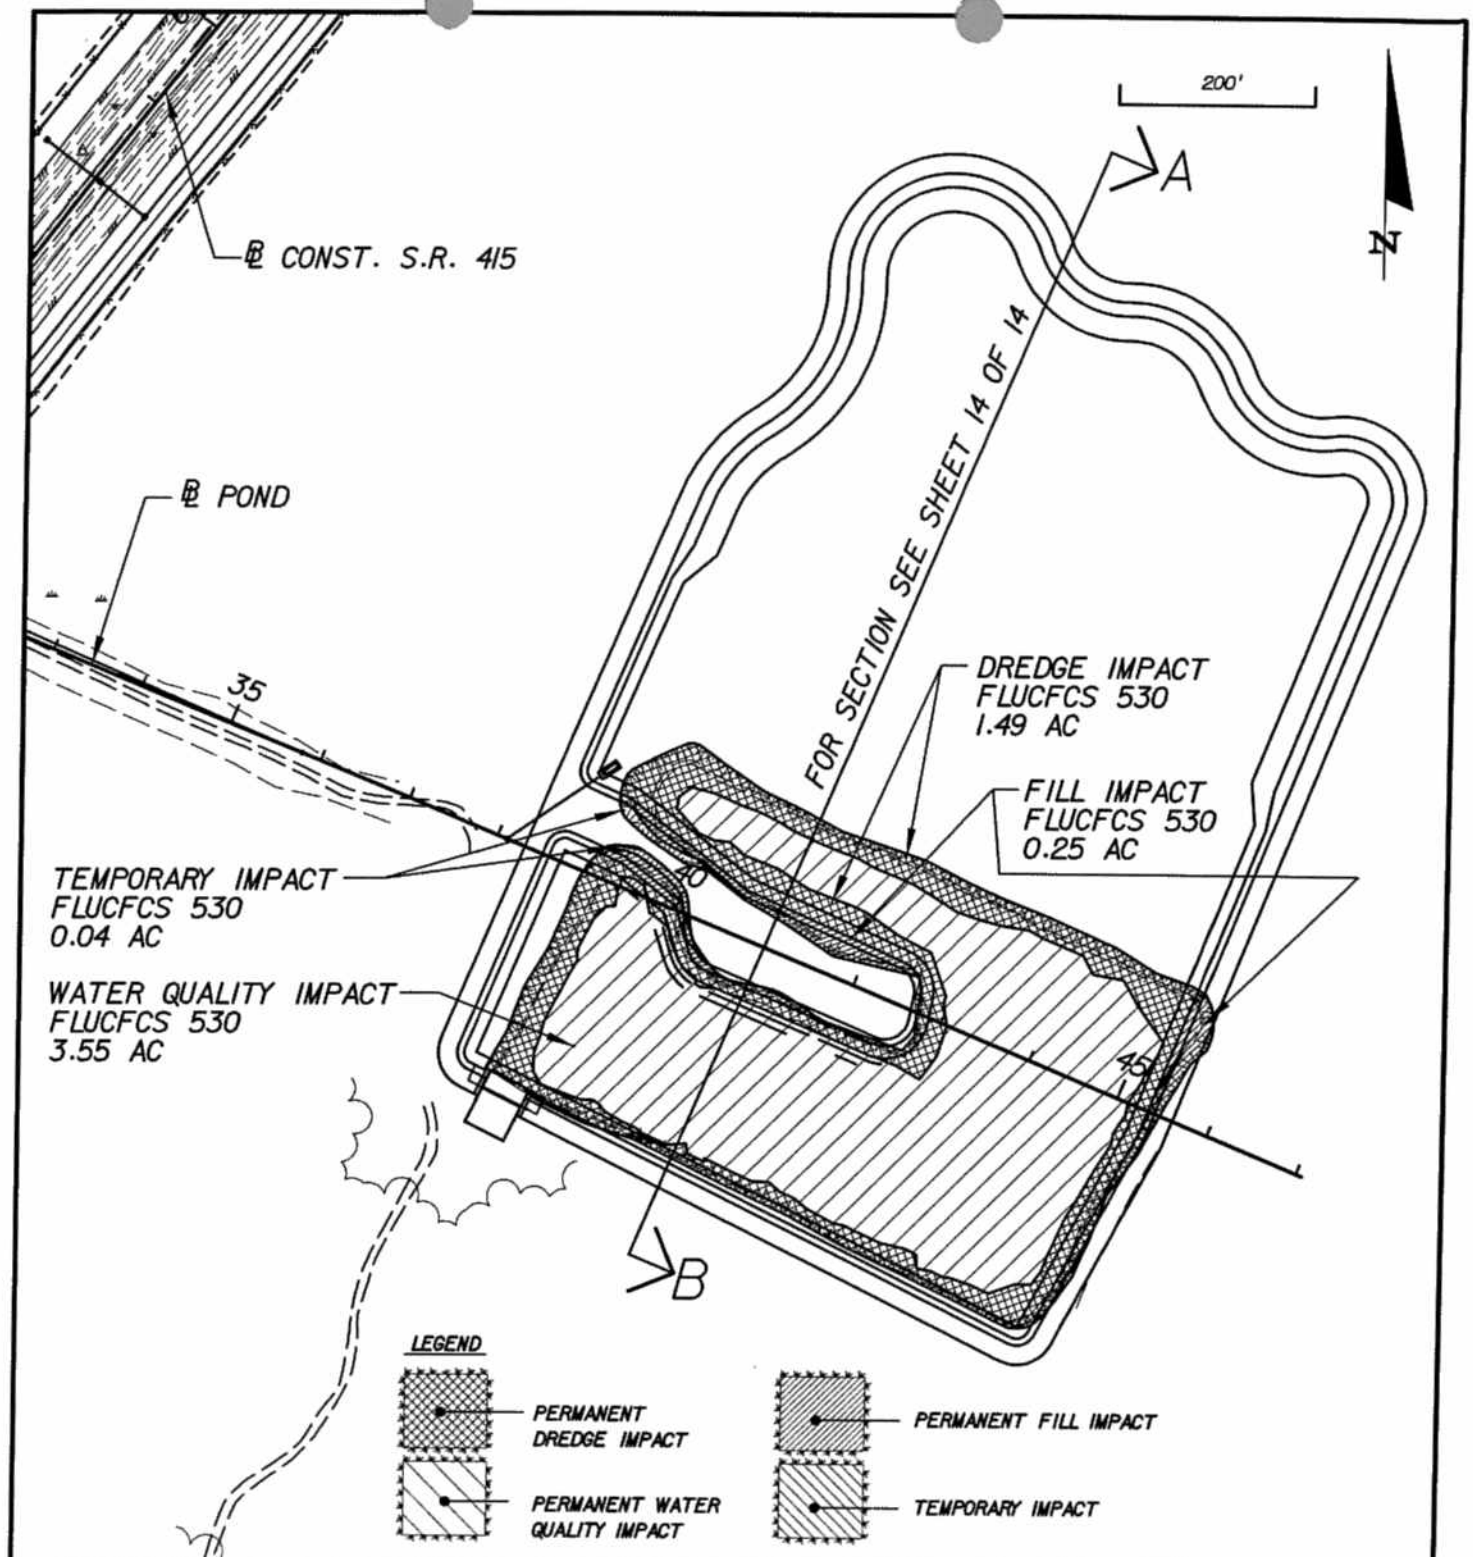 200'
A
N
℄ CONST. S.R. 415
FOR SECTION SEE SHEET 14 OF 14
℄ POND
35
DREDGE IMPACT
FLUCFCS 530
1.49 AC
FILL IMPACT
FLUCFCS 530
0.25 AC
TEMPORARY IMPACT
FLUCFCS 530
0.04 AC
40
WATER QUALITY IMPACT
FLUCFCS 530
3.55 AC
45
B
LEGEND
PERMANENT
DREDGE IMPACT
PERMANENT FILL IMPACT
PERMANENT WATER
QUALITY IMPACT
TEMPORARY IMPACT